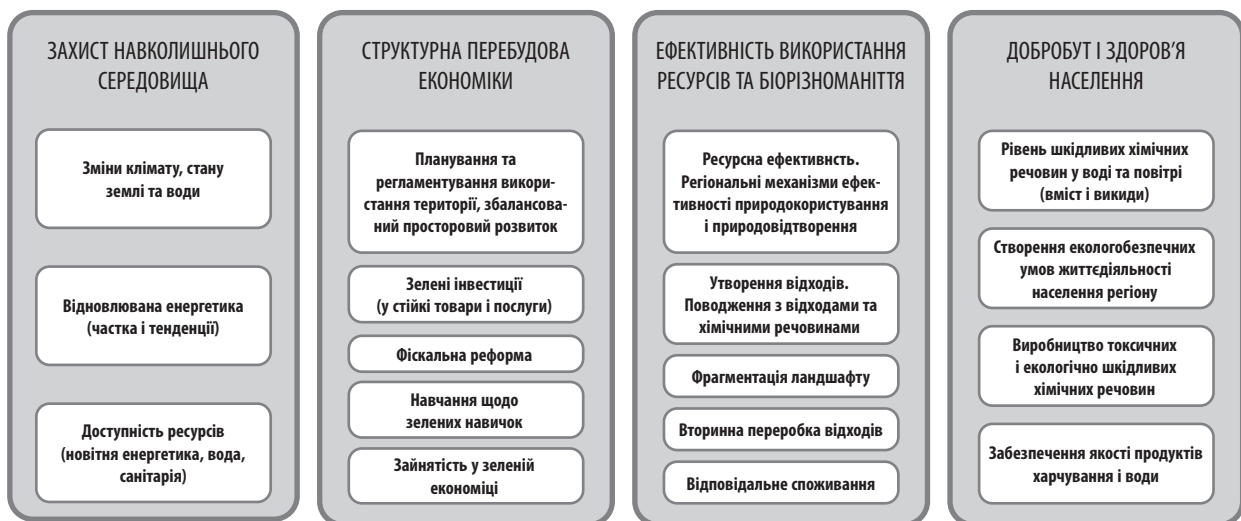 ЗАХИСТ НАВКОЛИШНЬОГО
СЕРЕДОВИЩА
Зміни клімату, стану
землі та води
Відновлювана енергетика
(частка і тенденції)
Доступність ресурсів
(новітня енергетика, вода,
санітарія)
СТРУКТУРНА ПЕРЕБУДОВА
ЕКОНОМІКИ
Планування та
регламентування викори-
стання території, збалансова-
ний просторовий розвиток
Зелені інвестиції
(у стійкі товари і послуги)
Фіскальна реформа
Навчання щодо
зелених навичок
Зайнятість у зеленій
економіці
ЕФЕКТИВНІСТЬ ВИКОРИСТАННЯ
РЕСУРСІВ ТА БІОРІЗНОМАНІТТЯ
Ресурсна ефективнсть.
Регіональні механізми ефек-
тивності природокористування
і природовідтворення
Утворення відходів.
Поводження з відходами та
хімічними речовинами
Фрагментація ландшафту
Вторинна переробка відходів
Відповідальне споживання
ДОБРОБУТ І ЗДОРОВ’Я
НАСЕЛЕННЯ
Рівень шкідливих хімічних
речовин у воді та повітрі
(вміст і викиди)
Створення екологобезпечних
умов життєдіяльності
населення регіону
Виробництво токсичних
і екологічно шкідливих
хімічних речовин
Забезпечення якості продуктів
харчування і води